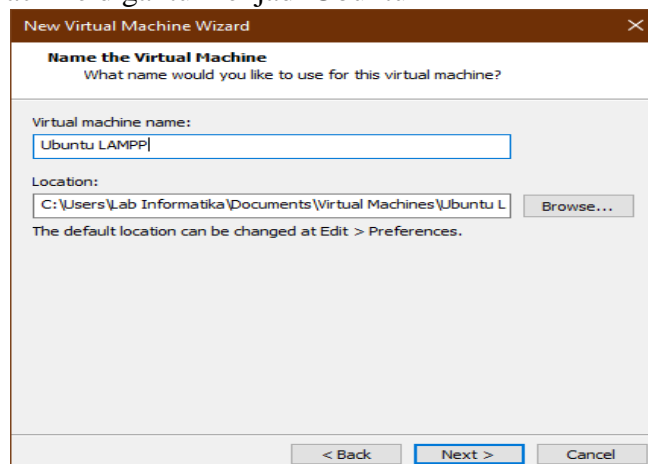 New Virtual Machine Wizard
Name the Virtual Machine
What name would you like to use for this virtual machine?
Virtual machine name:
Ubuntu LAMPP
Location:
C:\Users\Lab Informatika\Documents\Virtual Machines\Ubuntu L
Browse...
The default location can be changed at Edit > Preferences.
< Back
Next >
Cancel